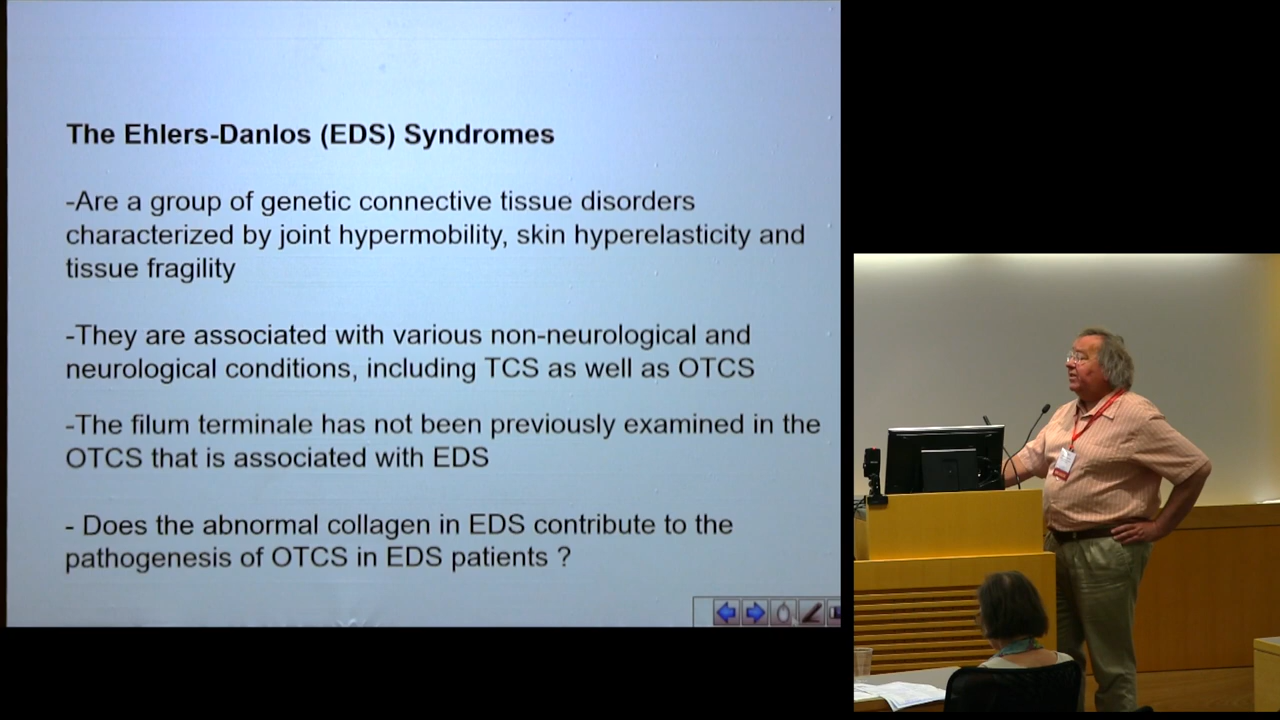 The Ehlers-Danlos (EDS) Syndromes
-Are a group of genetic connective tissue disorders
characterized by joint hypermobility, skin hyperelasticity and
tissue fragility
-They are associated with various non-neurological and
neurological conditions, including TCS as well as OTCS
-The filum terminale has not been previously examined in the
OTCS that is associated with EDS
- Does the abnormal collagen in EDS contribute to the
pathogenesis of OTCS in EDS patients ?